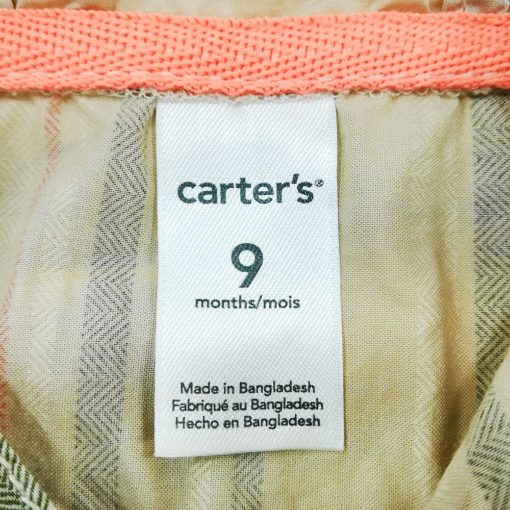 carter's®
9
months/mois
Made in Bangladesh
Fabriqué au Bangladesh
Hecho en Bangladesh